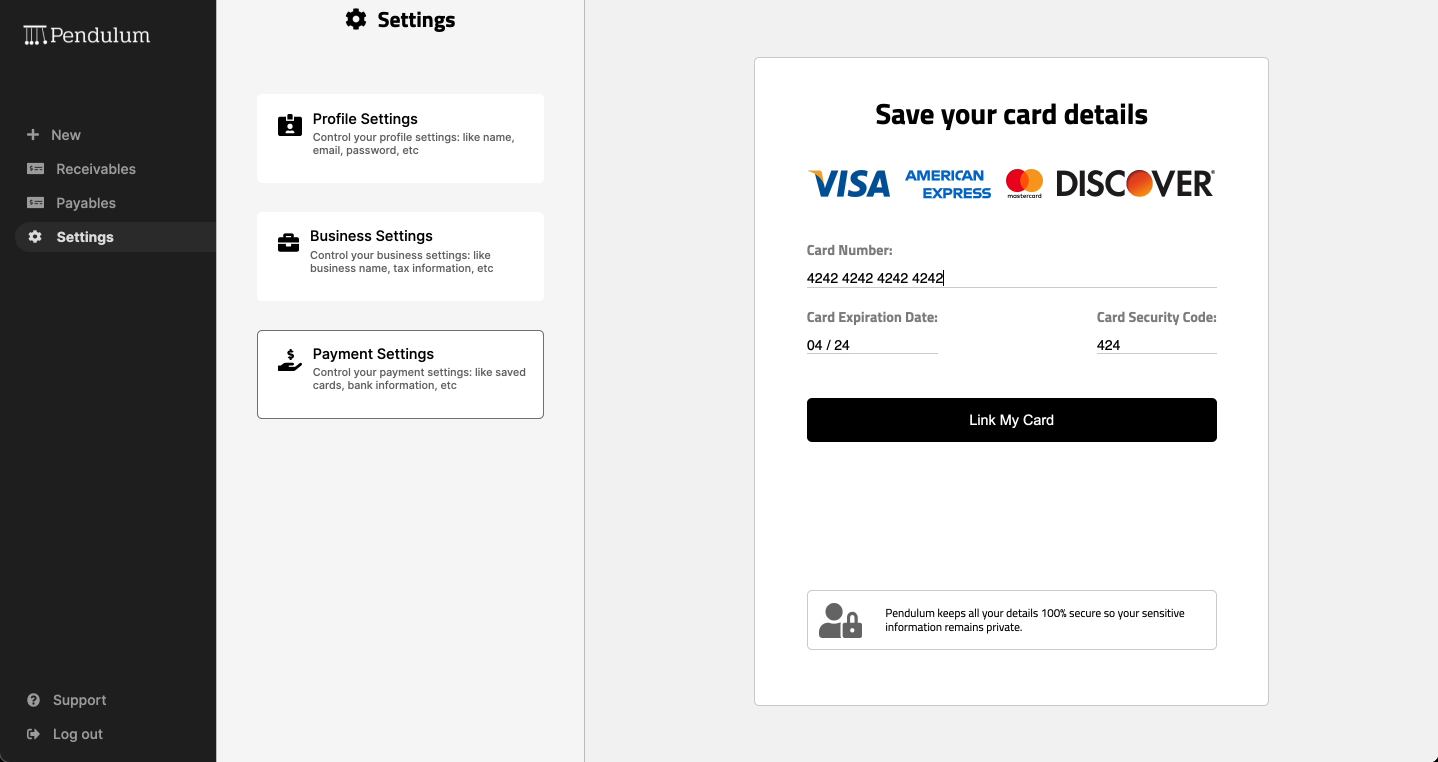 Pendulum
New
Receivables
Payables
Settings
Support
Log out
Settings
Profile Settings
Control your profile settings: like name,
email, password, etc
Business Settings
Control your business settings: like
business name, tax information, etc
Payment Settings
Control your payment settings: like saved
cards, bank information, etc
Save your card details
VISA
AMERICAN
EXPRESS
mastercard
DISCOVER
Card Number:
4242 4242 4242 4242
Card Expiration Date:
Card Security Code:
04 / 24
424
Link My Card
Pendulum keeps all your details 100% secure so your sensitive
information remains private.